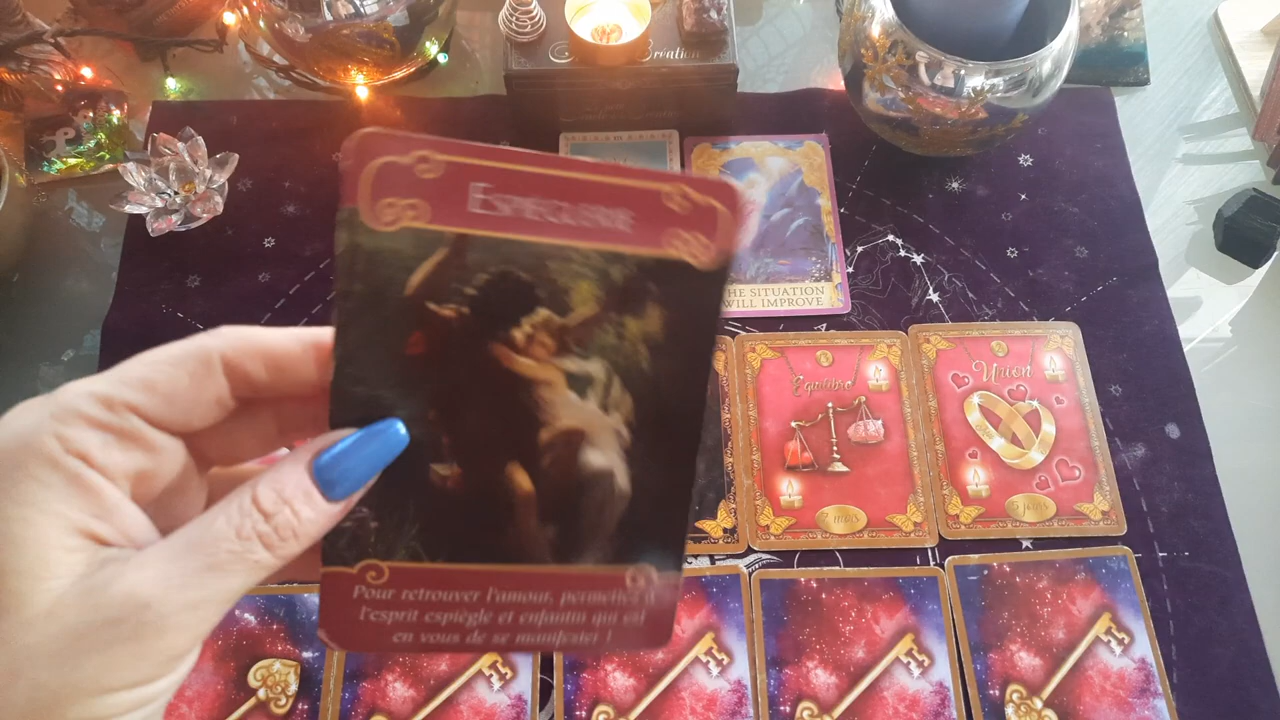 Création
Espièglerie
HE SITUATION
WILL IMPROVE
Équilibre
7 mois
Union
5 jours
Pour retrouver l'amour, permettez à
l'esprit espiègle et enfantin qui est
en vous de se manifester !